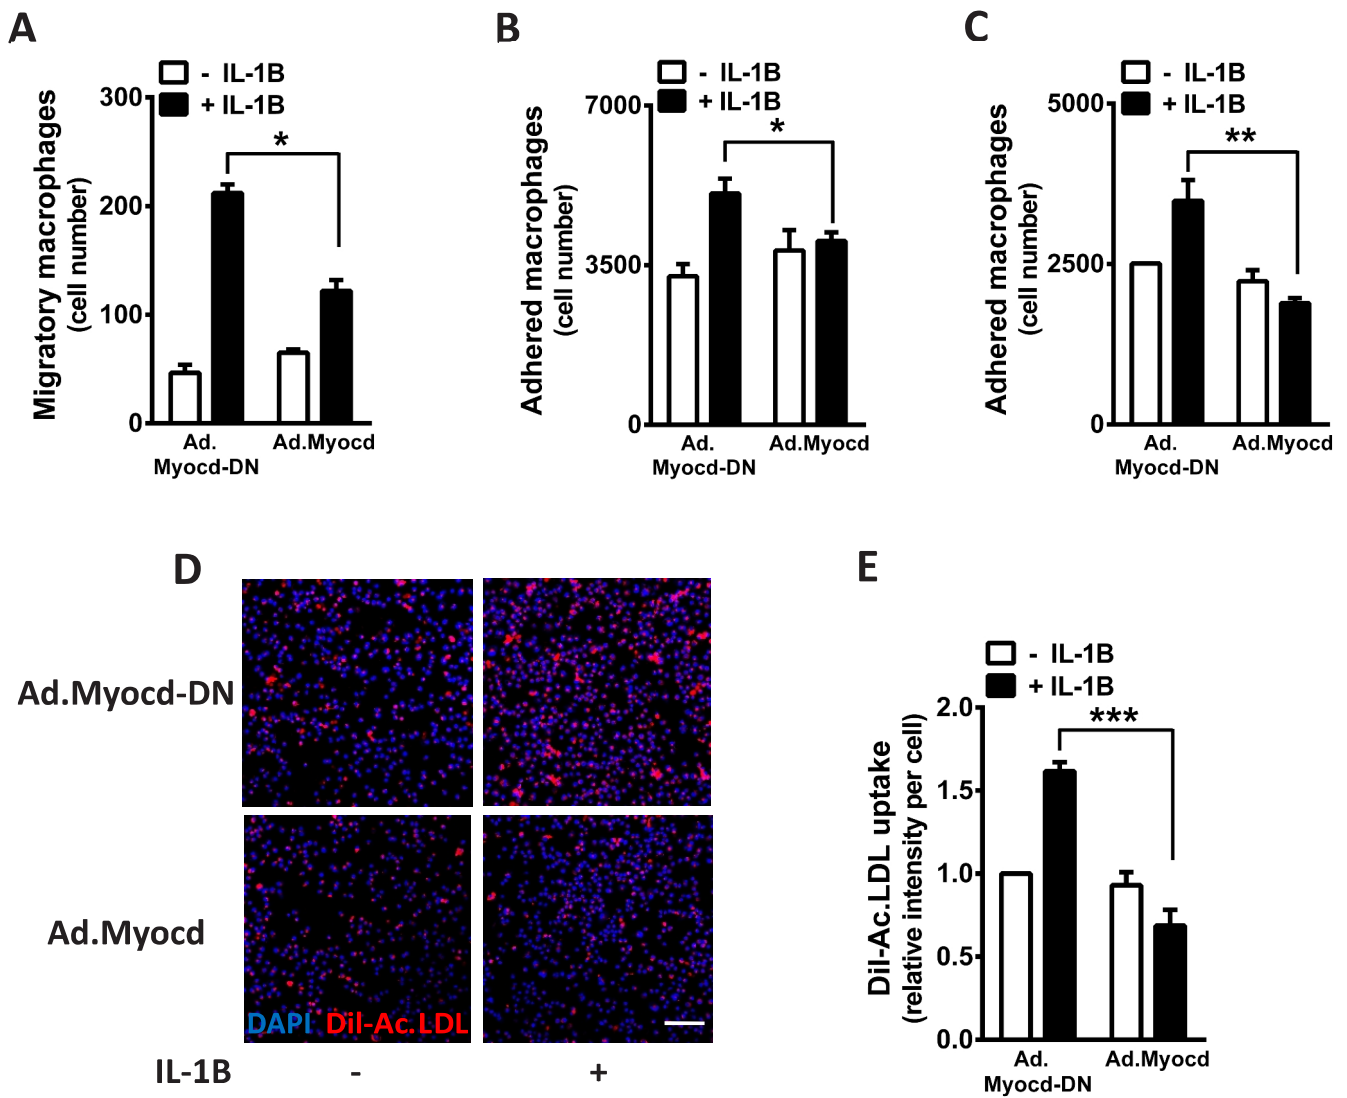 A
- IL-1B
+ IL-1B
300
200
100
0
Migratory macrophages
(cell number)
*
Ad.
Myocd-DN
Ad.Myocd
B
- IL-1B
+ IL-1B
7000
3500
0
Adhered macrophages
(cell number)
*
Ad.
Myocd-DN
Ad.Myocd
C
- IL-1B
+ IL-1B
5000
2500
0
Adhered macrophages
(cell number)
**
Ad.
Myocd-DN
Ad.Myocd
D
Ad.Myocd-DN
Ad.Myocd
DAPI Dil-Ac.LDL
IL-1B - +
E
- IL-1B
+ IL-1B
2.0
1.5
1.0
0.5
0.0
Dil-Ac.LDL uptake
(relative intensity per cell)
***
Ad.
Myocd-DN
Ad.Myocd